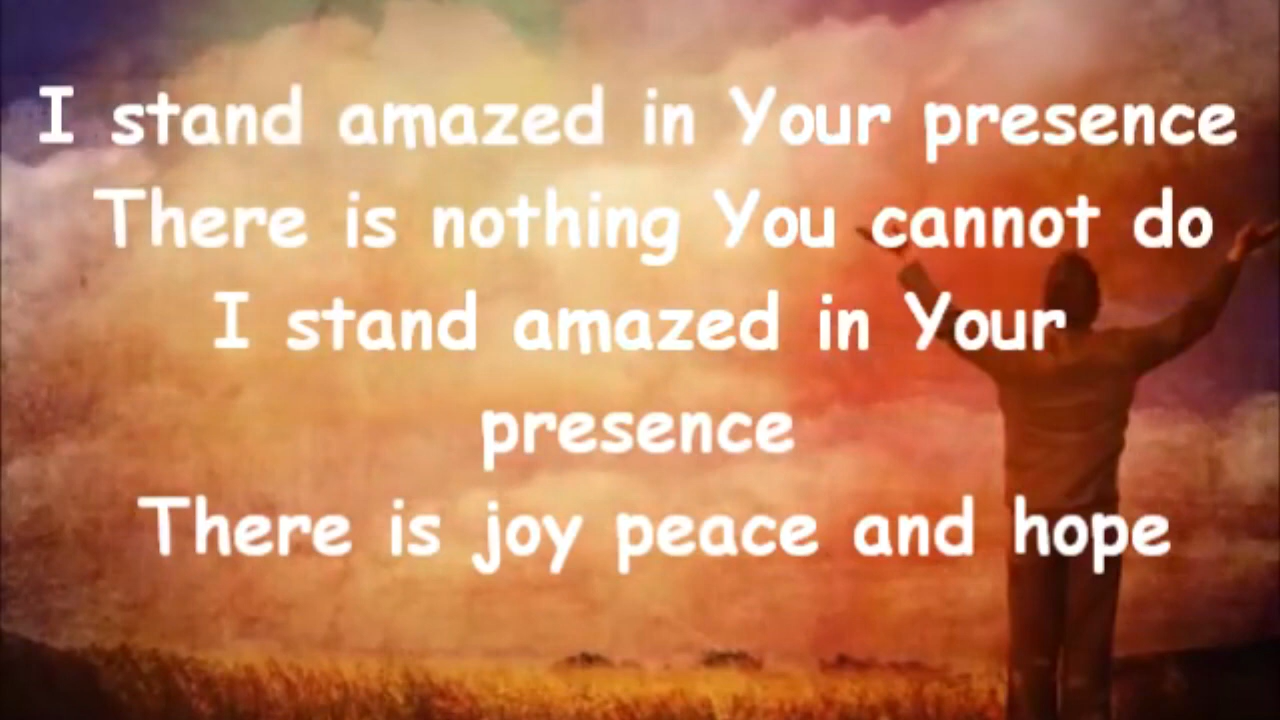 I stand amazed in Your presence
There is nothing You cannot do
I stand amazed in Your
presence
There is joy peace and hope